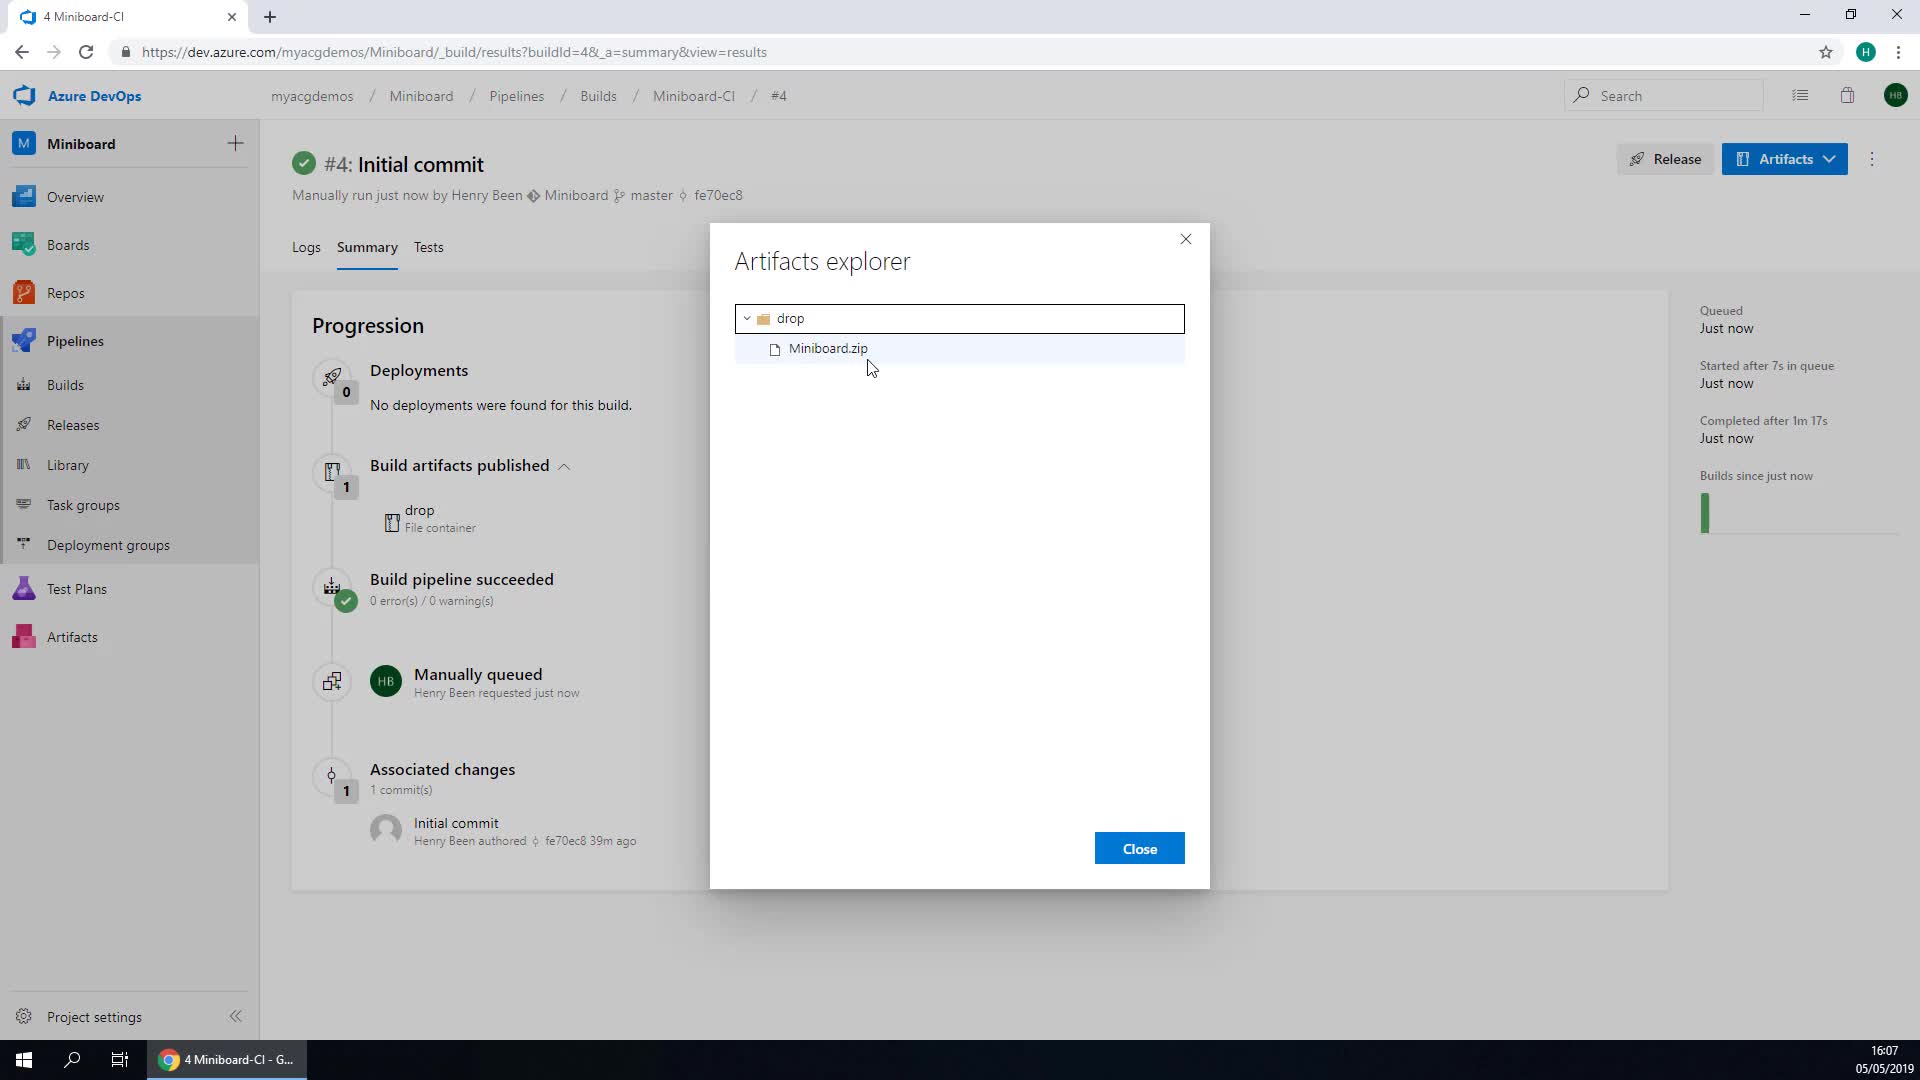 4 Miniboard-CI
https://dev.azure.com/myacgdemos/Miniboard/_build/results?buildId=4&_a=summary&view=results
H
Azure DevOps
myacgdemos / Miniboard / Pipelines / Builds / Miniboard-CI / #4
Search
HB
M Miniboard
Overview
Boards
Repos
Pipelines
Builds
Releases
Library
Task groups
Deployment groups
Test Plans
Artifacts
Project settings
#4: Initial commit
Manually run just now by Henry Been Miniboard master fe70ec8
Release
Artifacts
Logs Summary Tests
Progression
Deployments
0
No deployments were found for this build.
Build artifacts published
1
drop
File container
Build pipeline succeeded
0 error(s) / 0 warning(s)
HB
Manually queued
Henry Been requested just now
Associated changes
1
1 commit(s)
Initial commit
Henry Been authored fe70ec8 39m ago
Artifacts explorer
drop
Miniboard.zip
Close
Queued
Just now
Started after 7s in queue
Just now
Completed after 1m 17s
Just now
Builds since just now
4 Miniboard-CI - G...
16:07
05/05/2019